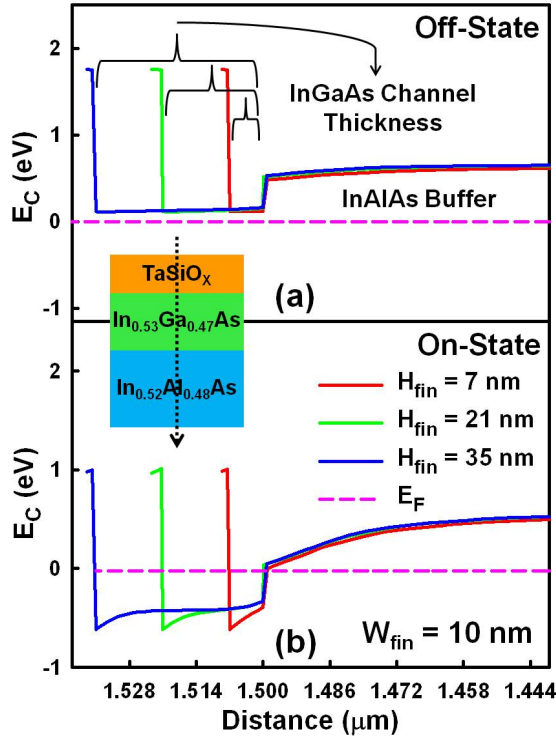 2
Off-State
InGaAs Channel
Thickness
1
InAlAs Buffer
0
E_C (eV)
-1
(a)
TaSiO_X
In_0.53Ga_0.47As
In_0.52Al_0.48As
2
On-State
H_fin = 7 nm
H_fin = 21 nm
H_fin = 35 nm
E_F
1
0
E_C (eV)
-1
(b)
W_fin = 10 nm
1.528 1.514 1.500 1.486 1.472 1.458 1.444
Distance (μm)